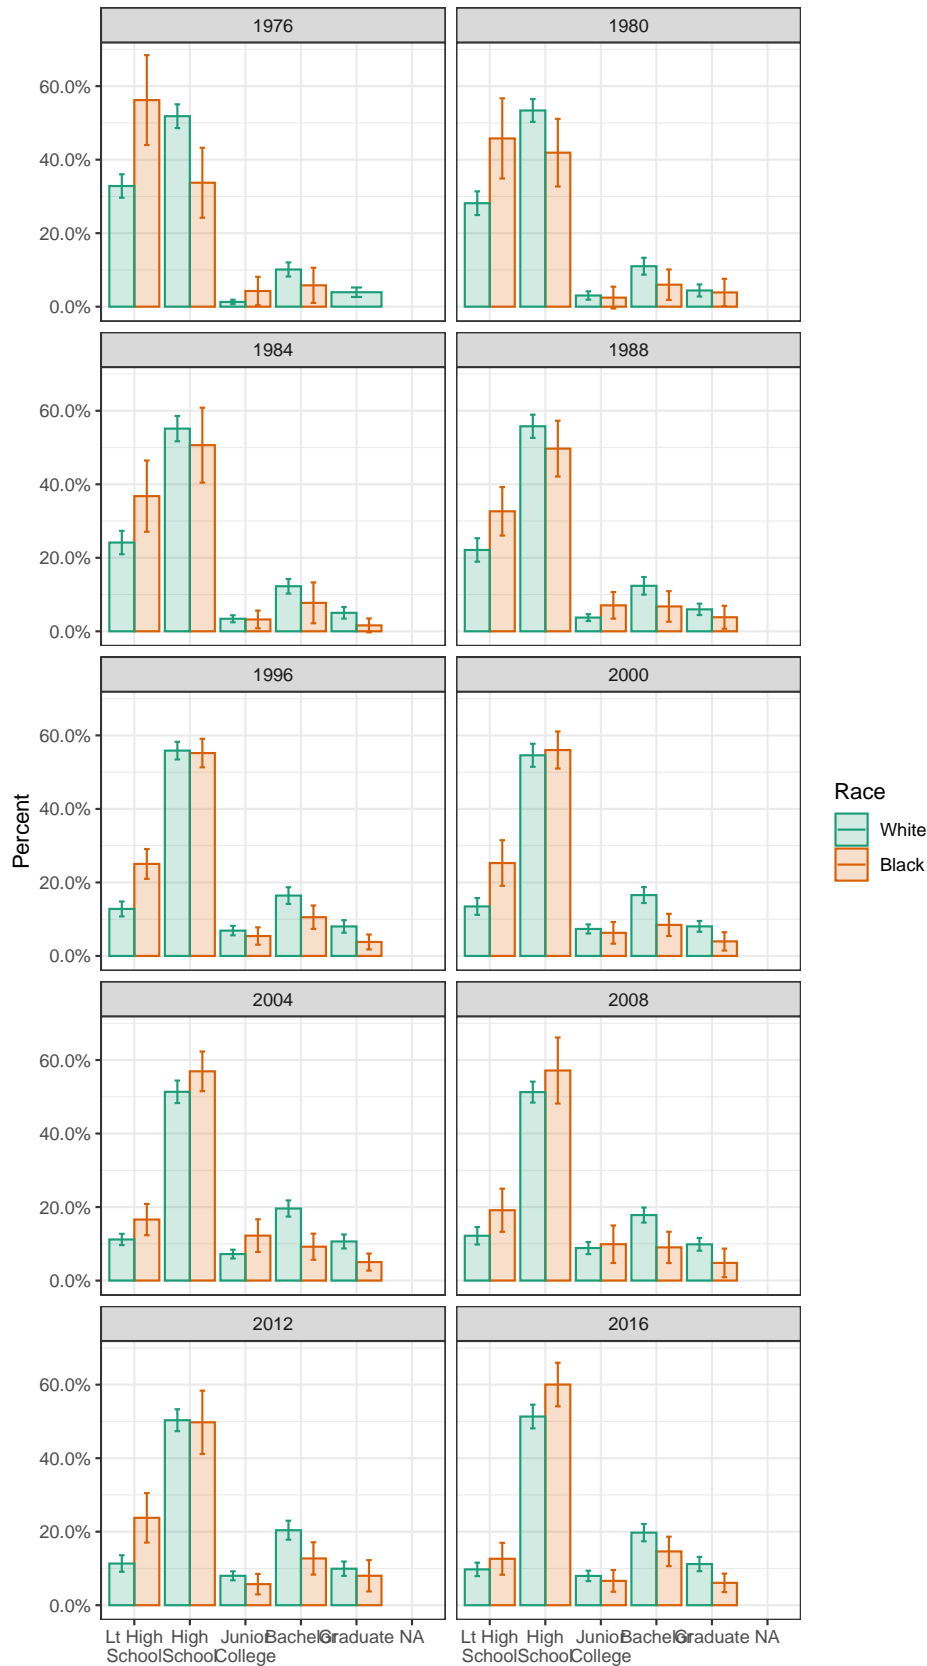 1976
1980
60.0%
40.0%
20.0%
0.0%
1984
1988
60.0%
40.0%
20.0%
0.0%
1996
2000
60.0%
40.0%
20.0%
0.0%
2004
2008
60.0%
40.0%
20.0%
0.0%
2012
2016
60.0%
40.0%
20.0%
0.0%
Percent
Lt High School
High School
Junior College
Bachelor
Graduate
NA
Lt High School
High School
Junior College
Bachelor
Graduate
NA
Race
White
Black